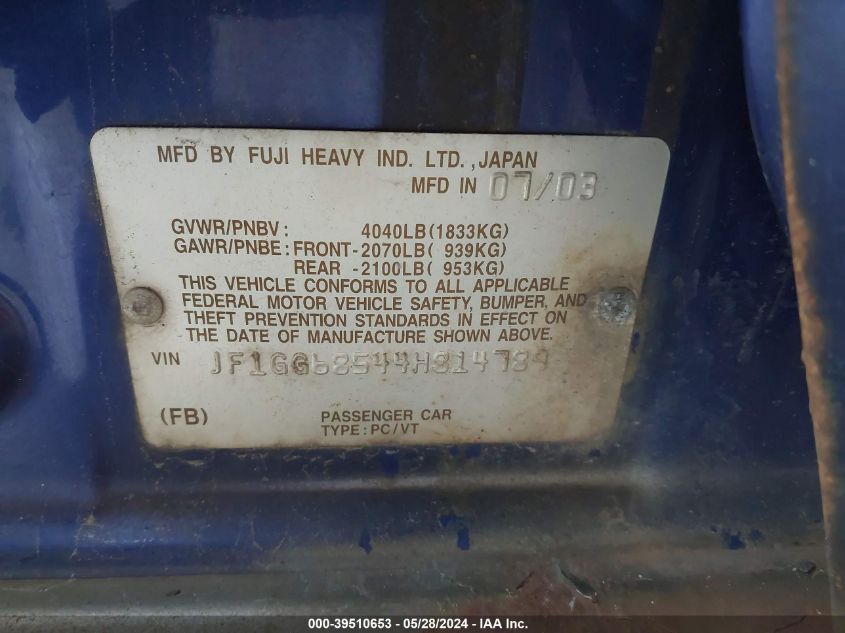 MFD BY FUJI HEAVY IND. LTD., JAPAN
MFD IN 07/03
GVWR/PNBV: 4040LB(1833KG)
GAWR/PNBE: FRONT-2070LB( 939KG)
REAR -2100LB( 953KG)
THIS VEHICLE CONFORMS TO ALL APPLICABLE
FEDERAL MOTOR VEHICLE SAFETY, BUMPER, AND
THEFT PREVENTION STANDARDS IN EFFECT ON
THE DATE OF MANUFACTURE SHOWN ABOVE.
VIN JF1GG68544H814789
(FB) PASSENGER CAR
TYPE:PC/VT
000-39510653 - 05/28/2024 - IAA Inc.